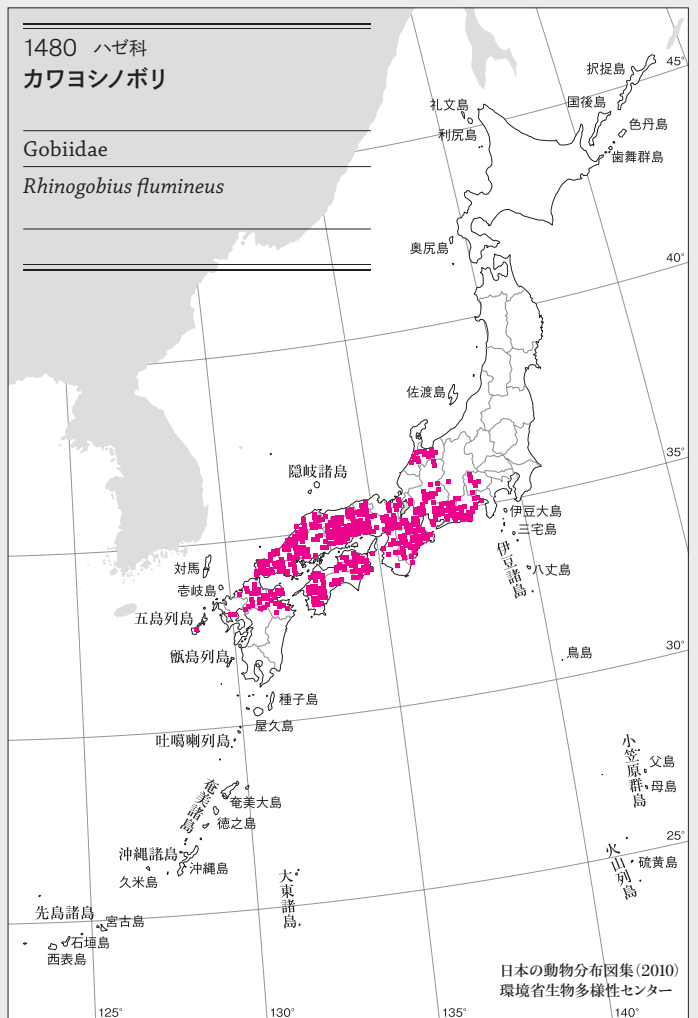 1480 ハゼ科
カワヨシノボリ
Gobiidae
Rhinogobius flumineus
45°
択捉島
礼文島
国後島
色丹島
利尻島
歯舞群島
奥尻島
40°
佐渡島
35°
隠岐諸島
伊豆大島
三宅島
伊豆諸島
八丈島
対馬
壱岐島
五島列島
甑島列島
鳥島
30°
種子島
屋久島
吐噶喇列島
小笠原群島
父島
母島
奄美諸島
奄美大島
徳之島
25°
沖縄諸島
沖縄島
久米島
火山列島
硫黄島
大東諸島
先島諸島
宮古島
石垣島
西表島
日本の動物分布図集(2010)
環境省生物多様性センター
125°
130°
135°
140°